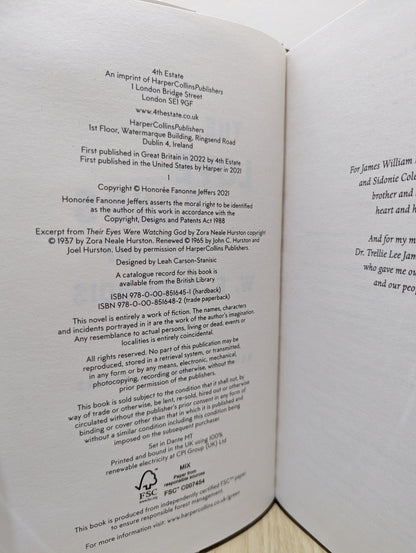 4th Estate
An imprint of HarperCollinsPublishers
1 London Bridge Street
London SE1 9GF
www.4thestate.co.uk
HarperCollinsPublishers
1st Floor, Watermarque Building, Ringsend Road
Dublin 4, Ireland
First published in Great Britain in 2022 by 4th Estate
First published in the United States by Harper in 2021
1
Copyright © Honorée Fanonne Jeffers 2021
Honorée Fanonne Jeffers asserts the moral right to be identified
as the author of this work in accordance with the
Copyright, Designs and Patents Act 1988
Excerpt from Their Eyes Were Watching God by Zora Neale Hurston copyright
© 1937 by Zora Neale Hurston. Renewed © 1965 by John C. Hurston and
Joel Hurston. Used by permission of HarperCollins Publishers.
Designed by Leah Carson-Stanisic
A catalogue record for this book is
available from the British Library
ISBN 978-0-00-851645-1 (hardback)
ISBN 978-0-00-851648-2 (trade paperback)
This novel is entirely a work of fiction. The names, characters
and incidents portrayed in it are the work of the author's imagination.
Any resemblance to actual persons, living or dead, events or
localities is entirely coincidental.
All rights reserved. No part of this publication may be
reproduced, stored in a retrieval system, or transmitted,
in any form or by any means, electronic, mechanical,
photocopying, recording or otherwise, without the
prior permission of the publishers.
This book is sold subject to the condition that it shall not, by
way of trade or otherwise, be lent, re-sold, hired out or otherwise
circulated without the publisher's prior consent in any form of
binding or cover other than that in which it is published and
without a similar condition including this condition being
imposed on the subsequent purchaser.
Set in Dante MT
Printed and bound in the UK using 100%
renewable electricity at CPI Group (UK) Ltd
MIX
Paper from
responsible sources
FSC
www.fsc.org
FSC™ C007454
This book is produced from independently certified FSC™ paper
to ensure responsible forest management.
For more information visit: www.harpercollins.co.uk/green
For James William
and Sidonie Cole
brother and
heart and h
And for my m
Dr. Trellie Lee Jam
who gave me ou
and our peop